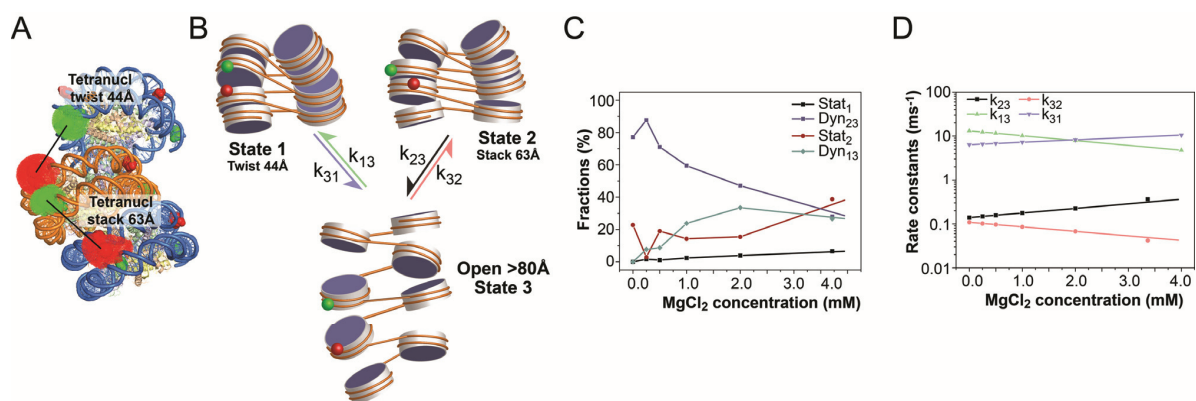 A
Tetranucl
twist 44Å
Tetranucl
stack 63Å
B
State 1
Twist 44Å
State 2
Stack 63Å
k13
k31
k23
k32
Open >80Å
State 3
C
Fractions (%)
100
80
60
40
20
0
0.0 1.0 2.0 3.0 4.0
MgCl2 concentration (mM)
Stat1
Dyn23
Stat2
Dyn13
D
Rate constants (ms-1)
100
10
1
0.1
0.01
0.0 1.0 2.0 3.0 4.0
MgCl2 concentration (mM)
k23 k32
k13 k31